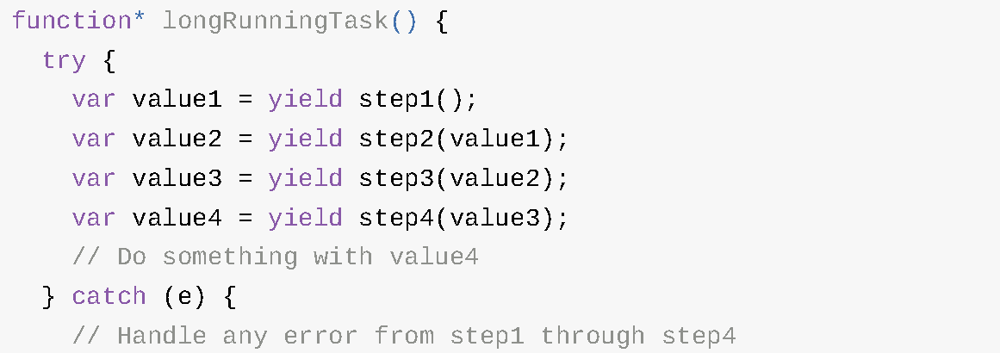 function* longRunningTask() {
  try {
    var value1 = yield step1();
    var value2 = yield step2(value1);
    var value3 = yield step3(value2);
    var value4 = yield step4(value3);
    // Do something with value4
  } catch (e) {
    // Handle any error from step1 through step4